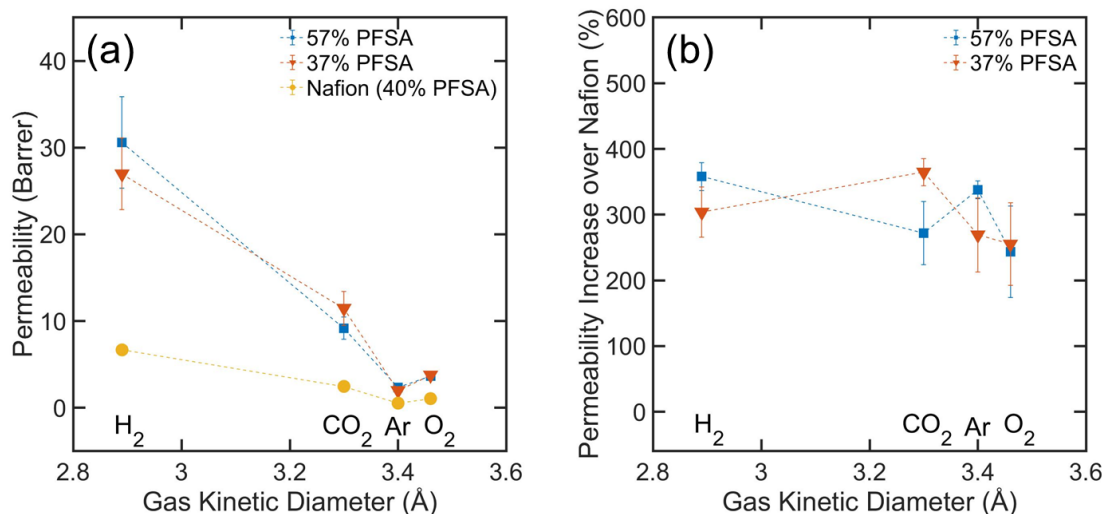 (a)
57% PFSA
37% PFSA
Nafion (40% PFSA)
Permeability (Barrer)
40
30
20
10
0
H₂
CO₂
Ar
O₂
2.8
3
3.2
3.4
3.6
Gas Kinetic Diameter (Å)
(b)
57% PFSA
37% PFSA
Permeability Increase over Nafion (%)
600
500
400
300
200
100
0
H₂
CO₂
Ar
O₂
2.8
3
3.2
3.4
3.6
Gas Kinetic Diameter (Å)